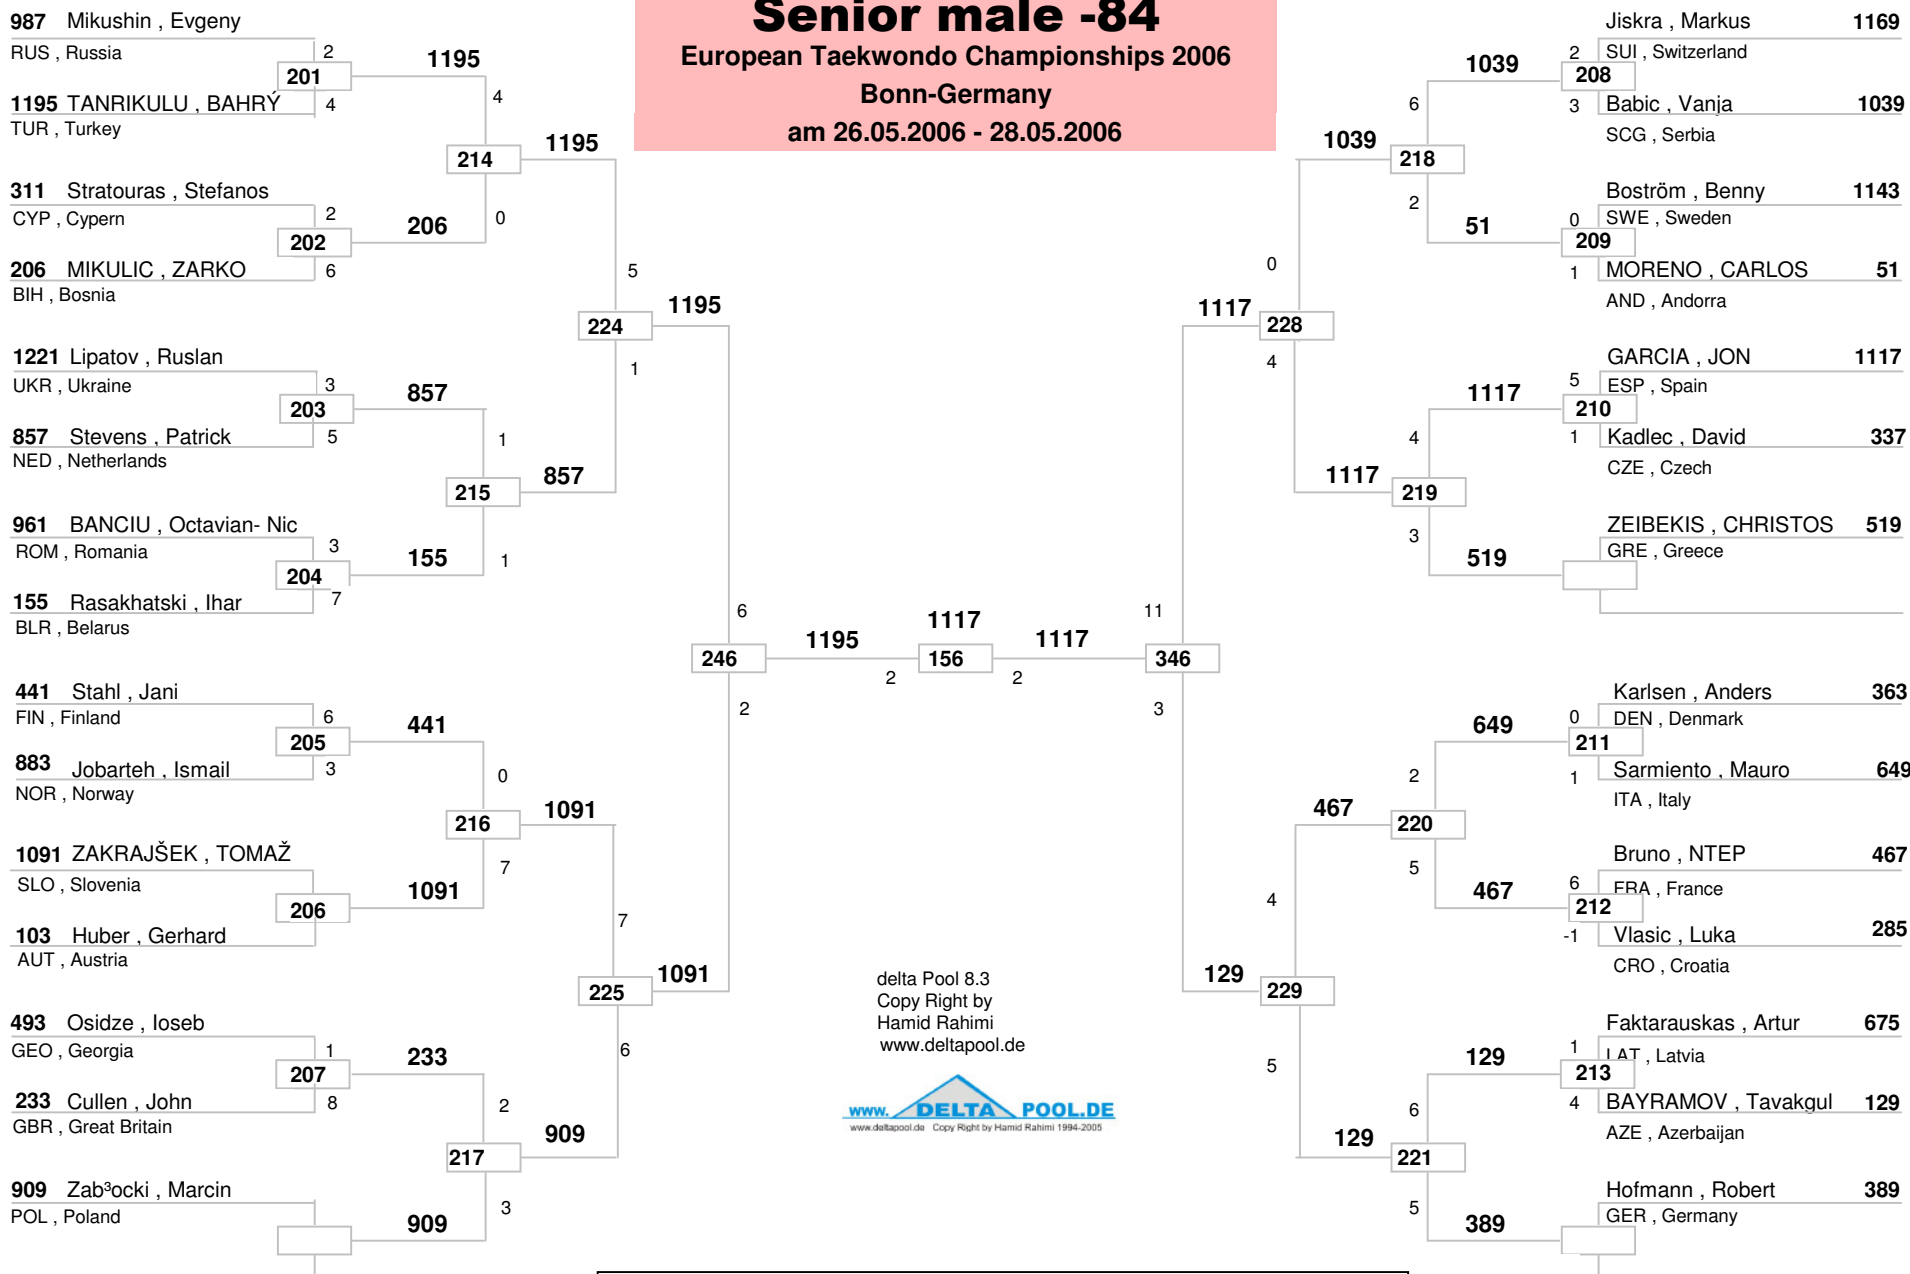 Senior male -84
European Taekwondo Championships 2006
Bonn-Germany
am 26.05.2006 - 28.05.2006
987 Mikushin , Evgeny
RUS , Russia
2
201
1195
1195 TANRIKULU , BAHRÝ
4
TUR , Turkey
4
214
1195
311 Stratouras , Stefanos
CYP , Cypern
2
202
206
0
206 MIKULIC , ZARKO
6
BIH , Bosnia
5
224
1195
1
1221 Lipatov , Ruslan
UKR , Ukraine
3
203
857
857 Stevens , Patrick
5
NED , Netherlands
1
215
857
961 BANCIU , Octavian- Nic
ROM , Romania
3
204
155
1
155 Rasakhatski , Ihar
7
BLR , Belarus
6
246
1195
2
2
441 Stahl , Jani
FIN , Finland
6
205
441
883 Jobarteh , Ismail
3
NOR , Norway
0
216
1091
7
1091 ZAKRAJŠEK , TOMAŽ
SLO , Slovenia
206
1091
103 Huber , Gerhard
AUT , Austria
7
225
1091
6
493 Osidze , Ioseb
GEO , Georgia
1
207
233
233 Cullen , John
8
GBR , Great Britain
2
217
909
3
909 Zab³ocki , Marcin
POL , Poland
909
1117
156
1117
2
Jiskra , Markus 1169
2
SUI , Switzerland
208
1039
3
Babic , Vanja 1039
SCG , Serbia
6
1039
218
2
Boström , Benny 1143
0
SWE , Sweden
209
51
1
MORENO , CARLOS 51
AND , Andorra
0
1117
228
4
GARCIA , JON 1117
5
ESP , Spain
210
1117
1
Kadlec , David 337
CZE , Czech
4
1117
219
3
ZEIBEKIS , CHRISTOS 519
GRE , Greece
519
11
346
3
Karlsen , Anders 363
0
DEN , Denmark
211
649
1
Sarmiento , Mauro 649
ITA , Italy
2
467
220
5
Bruno , NTEP 467
6
FRA , France
212
467
-1
Vlasic , Luka 285
CRO , Croatia
4
129
229
5
Faktarauskas , Artur 675
1
LAT , Latvia
213
129
4
BAYRAMOV , Tavakgul 129
AZE , Azerbaijan
6
129
221
5
Hofmann , Robert 389
GER , Germany
389
delta Pool 8.3
Copy Right by
Hamid Rahimi
www.deltapool.de
www. DELTA POOL.DE
www.deltapool.de Copy Right by Hamid Rahimi 1994-2005